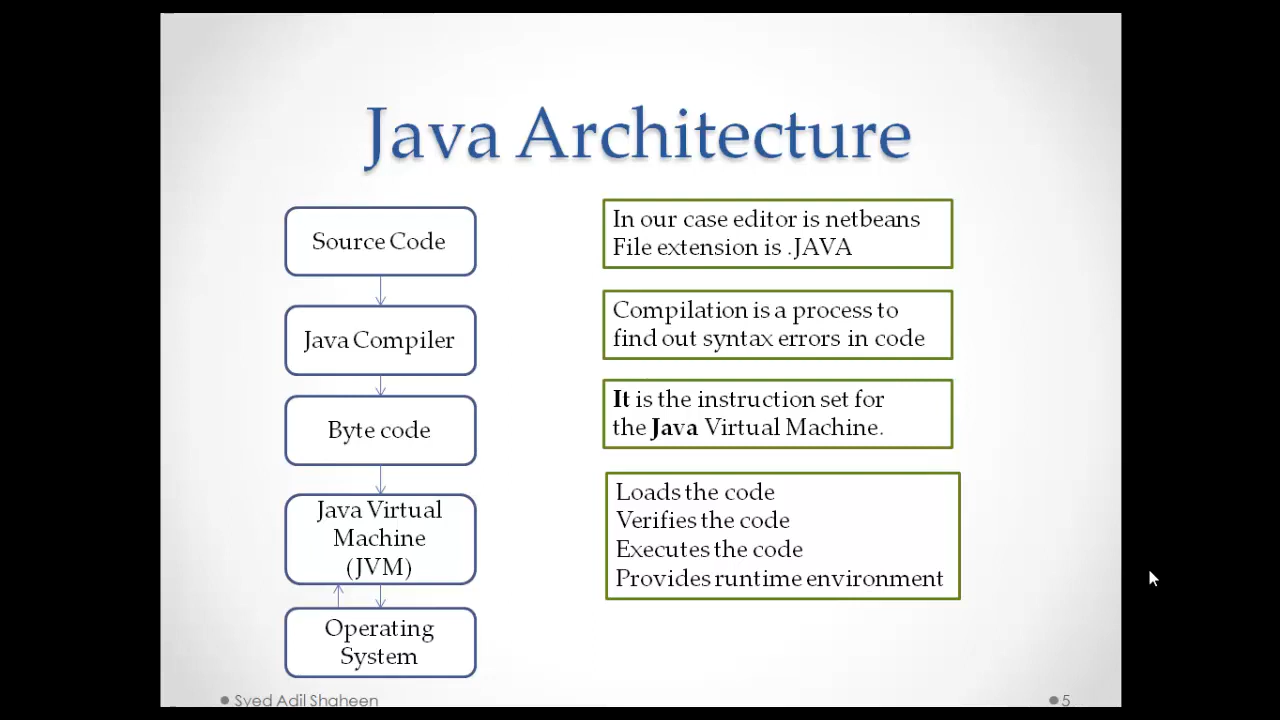 Java Architecture
Source Code
In our case editor is netbeans
File extension is .JAVA
Java Compiler
Compilation is a process to
find out syntax errors in code
Byte code
It is the instruction set for
the Java Virtual Machine.
Java Virtual
Machine
(JVM)
Loads the code
Verifies the code
Executes the code
Provides runtime environment
Operating
System
Syed Adil Shaheen
5